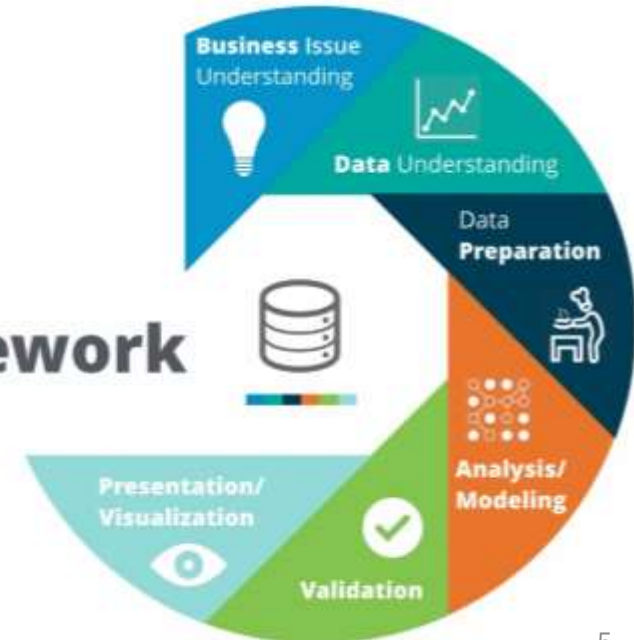 Business Issue
Understanding
Data Understanding
Data
Preparation
ework
Analysis/
Modeling
Presentation/
Visualization
Validation
5